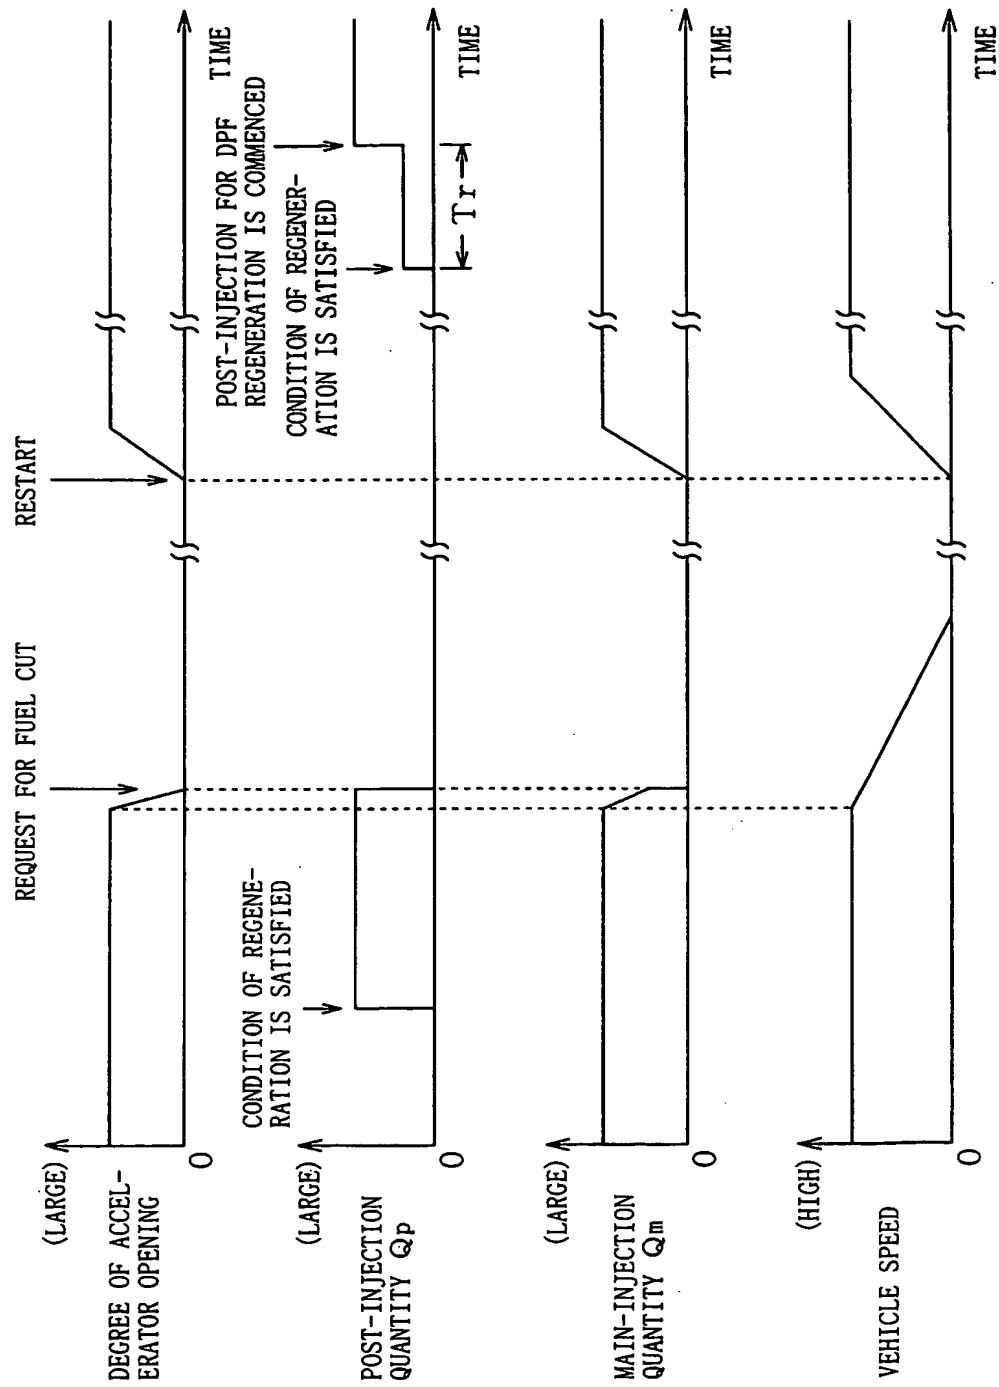 REQUEST FOR FUEL CUT
RESTART
(LARGE)
DEGREE OF ACCEL-
ERATOR OPENING
0
TIME
CONDITION OF REGENE-
RATION IS SATISFIED
POST-INJECTION FOR DPF
REGENERATION IS COMMENCED
CONDITION OF REGENER-
ATION IS SATISFIED
(LARGE)
POST-INJECTION
QUANTITY Qp
0
Tr
TIME
(LARGE)
MAIN-INJECTION
QUANTITY Qm
0
TIME
(HIGH)
VEHICLE SPEED
0
TIME